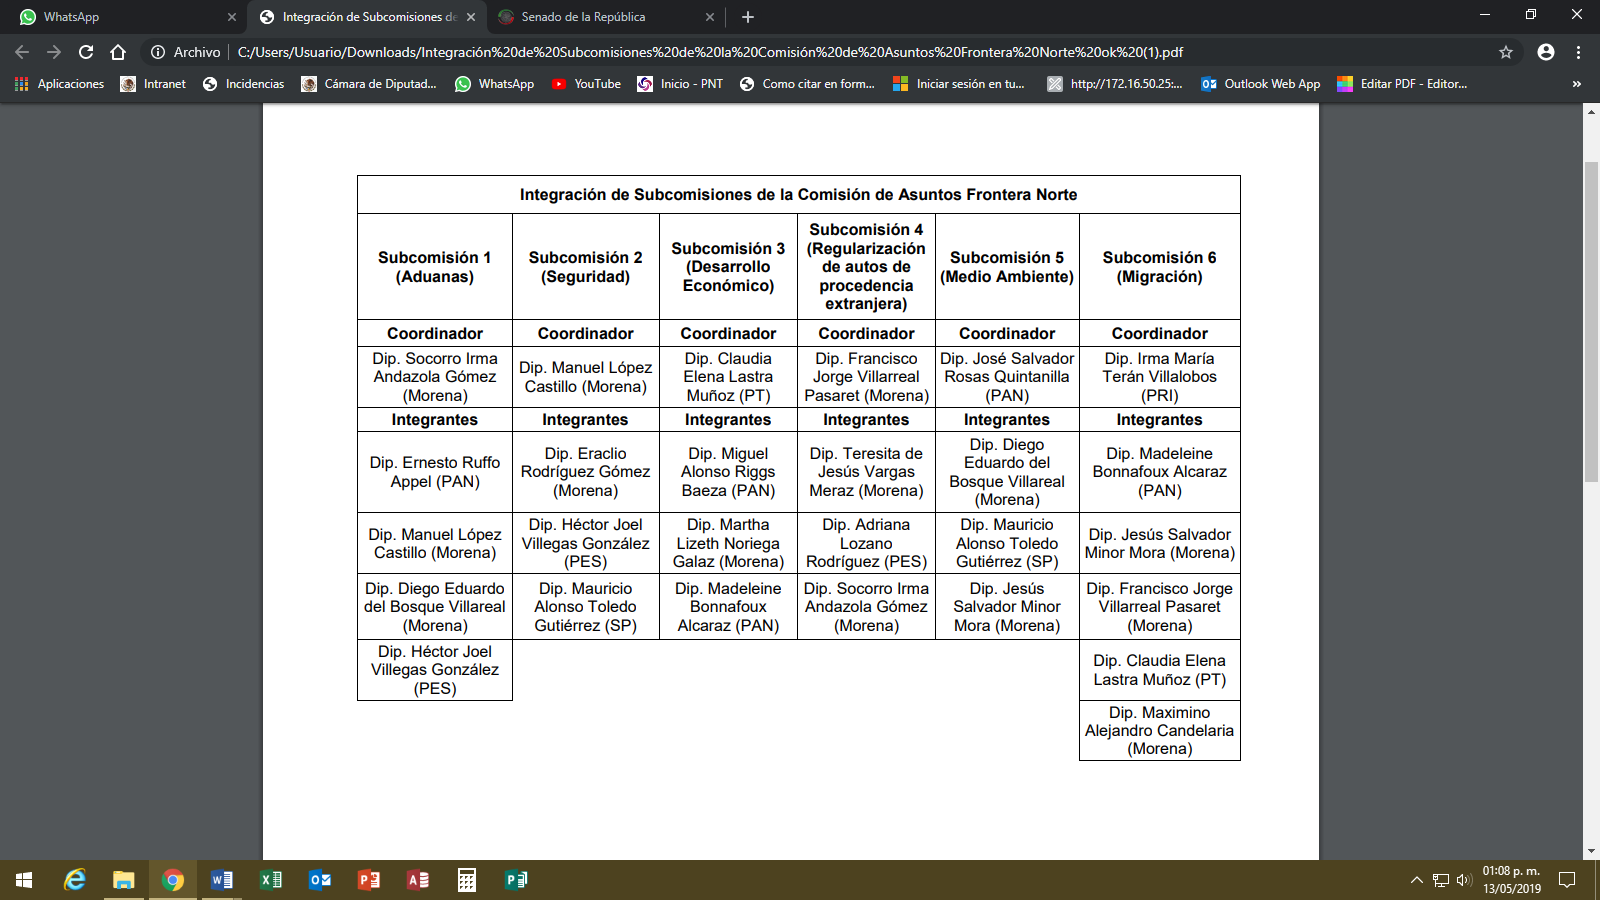 WhatsApp
Integración de Subcomisiones de
Senado de la República
Archivo
C:/Users/Usuario/Downloads/Integración%20de%20Subcomisiones%20de%20la%20Comisión%20de%20Asuntos%20Frontera%20Norte%20ok%20(1).pdf
Aplicaciones
Intranet
Incidencias
Cámara de Diputad...
WhatsApp
YouTube
Inicio - PNT
Como citar en form...
Iniciar sesión en tu...
http://172.16.50.25:...
Outlook Web App
Editar PDF - Editor...
»
Integración de Subcomisiones de la Comisión de Asuntos Frontera Norte
Subcomisión 1
(Aduanas)
Subcomisión 2
(Seguridad)
Subcomisión 3
(Desarrollo
Económico)
Subcomisión 4
(Regularización
de autos de
procedencia
extranjera)
Subcomisión 5
(Medio Ambiente)
Subcomisión 6
(Migración)
Coordinador
Coordinador
Coordinador
Coordinador
Coordinador
Coordinador
Dip. Socorro Irma
Andazola Gómez
(Morena)
Dip. Manuel López
Castillo (Morena)
Dip. Claudia
Elena Lastra
Muñoz (PT)
Dip. Francisco
Jorge Villarreal
Pasaret (Morena)
Dip. José Salvador
Rosas Quintanilla
(PAN)
Dip. Irma María
Terán Villalobos
(PRI)
Integrantes
Integrantes
Integrantes
Integrantes
Integrantes
Integrantes
Dip. Ernesto Ruffo
Appel (PAN)
Dip. Eraclio
Rodríguez Gómez
(Morena)
Dip. Miguel
Alonso Riggs
Baeza (PAN)
Dip. Teresita de
Jesús Vargas
Meraz (Morena)
Dip. Diego
Eduardo del
Bosque Villareal
(Morena)
Dip. Madeleine
Bonnafoux Alcaraz
(PAN)
Dip. Manuel López
Castillo (Morena)
Dip. Héctor Joel
Villegas González
(PES)
Dip. Martha
Lizeth Noriega
Galaz (Morena)
Dip. Adriana
Lozano
Rodríguez (PES)
Dip. Mauricio
Alonso Toledo
Gutiérrez (SP)
Dip. Jesús Salvador
Minor Mora (Morena)
Dip. Diego Eduardo
del Bosque Villareal
(Morena)
Dip. Mauricio
Alonso Toledo
Gutiérrez (SP)
Dip. Madeleine
Bonnafoux
Alcaraz (PAN)
Dip. Socorro Irma
Andazola Gómez
(Morena)
Dip. Jesús
Salvador Minor
Mora (Morena)
Dip. Francisco Jorge
Villarreal Pasaret
(Morena)
Dip. Héctor Joel
Villegas González
(PES)
Dip. Claudia Elena
Lastra Muñoz (PT)
Dip. Maximino
Alejandro Candelaria
(Morena)
01:08 p. m.
13/05/2019